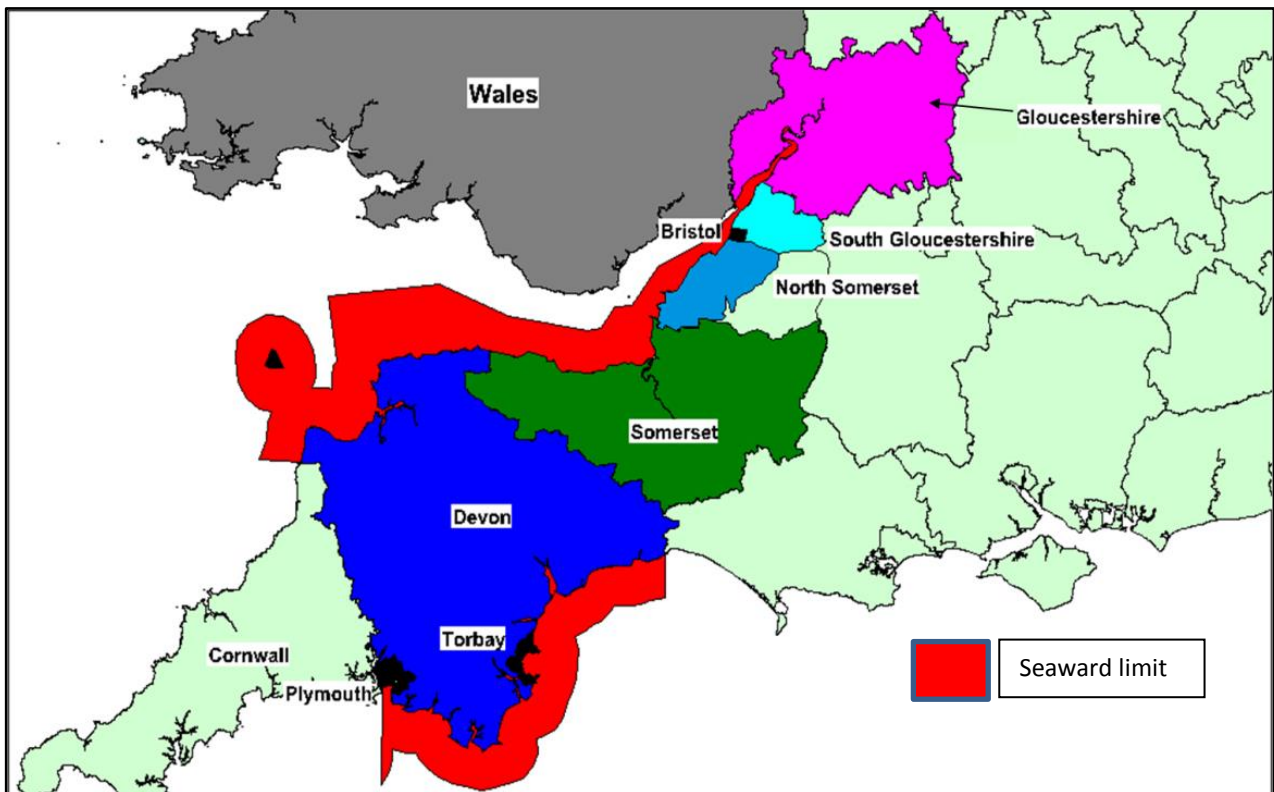 Wales
Gloucestershire
Bristol
South Gloucestershire
North Somerset
Somerset
Devon
Torbay
Cornwall
Plymouth
Seaward limit